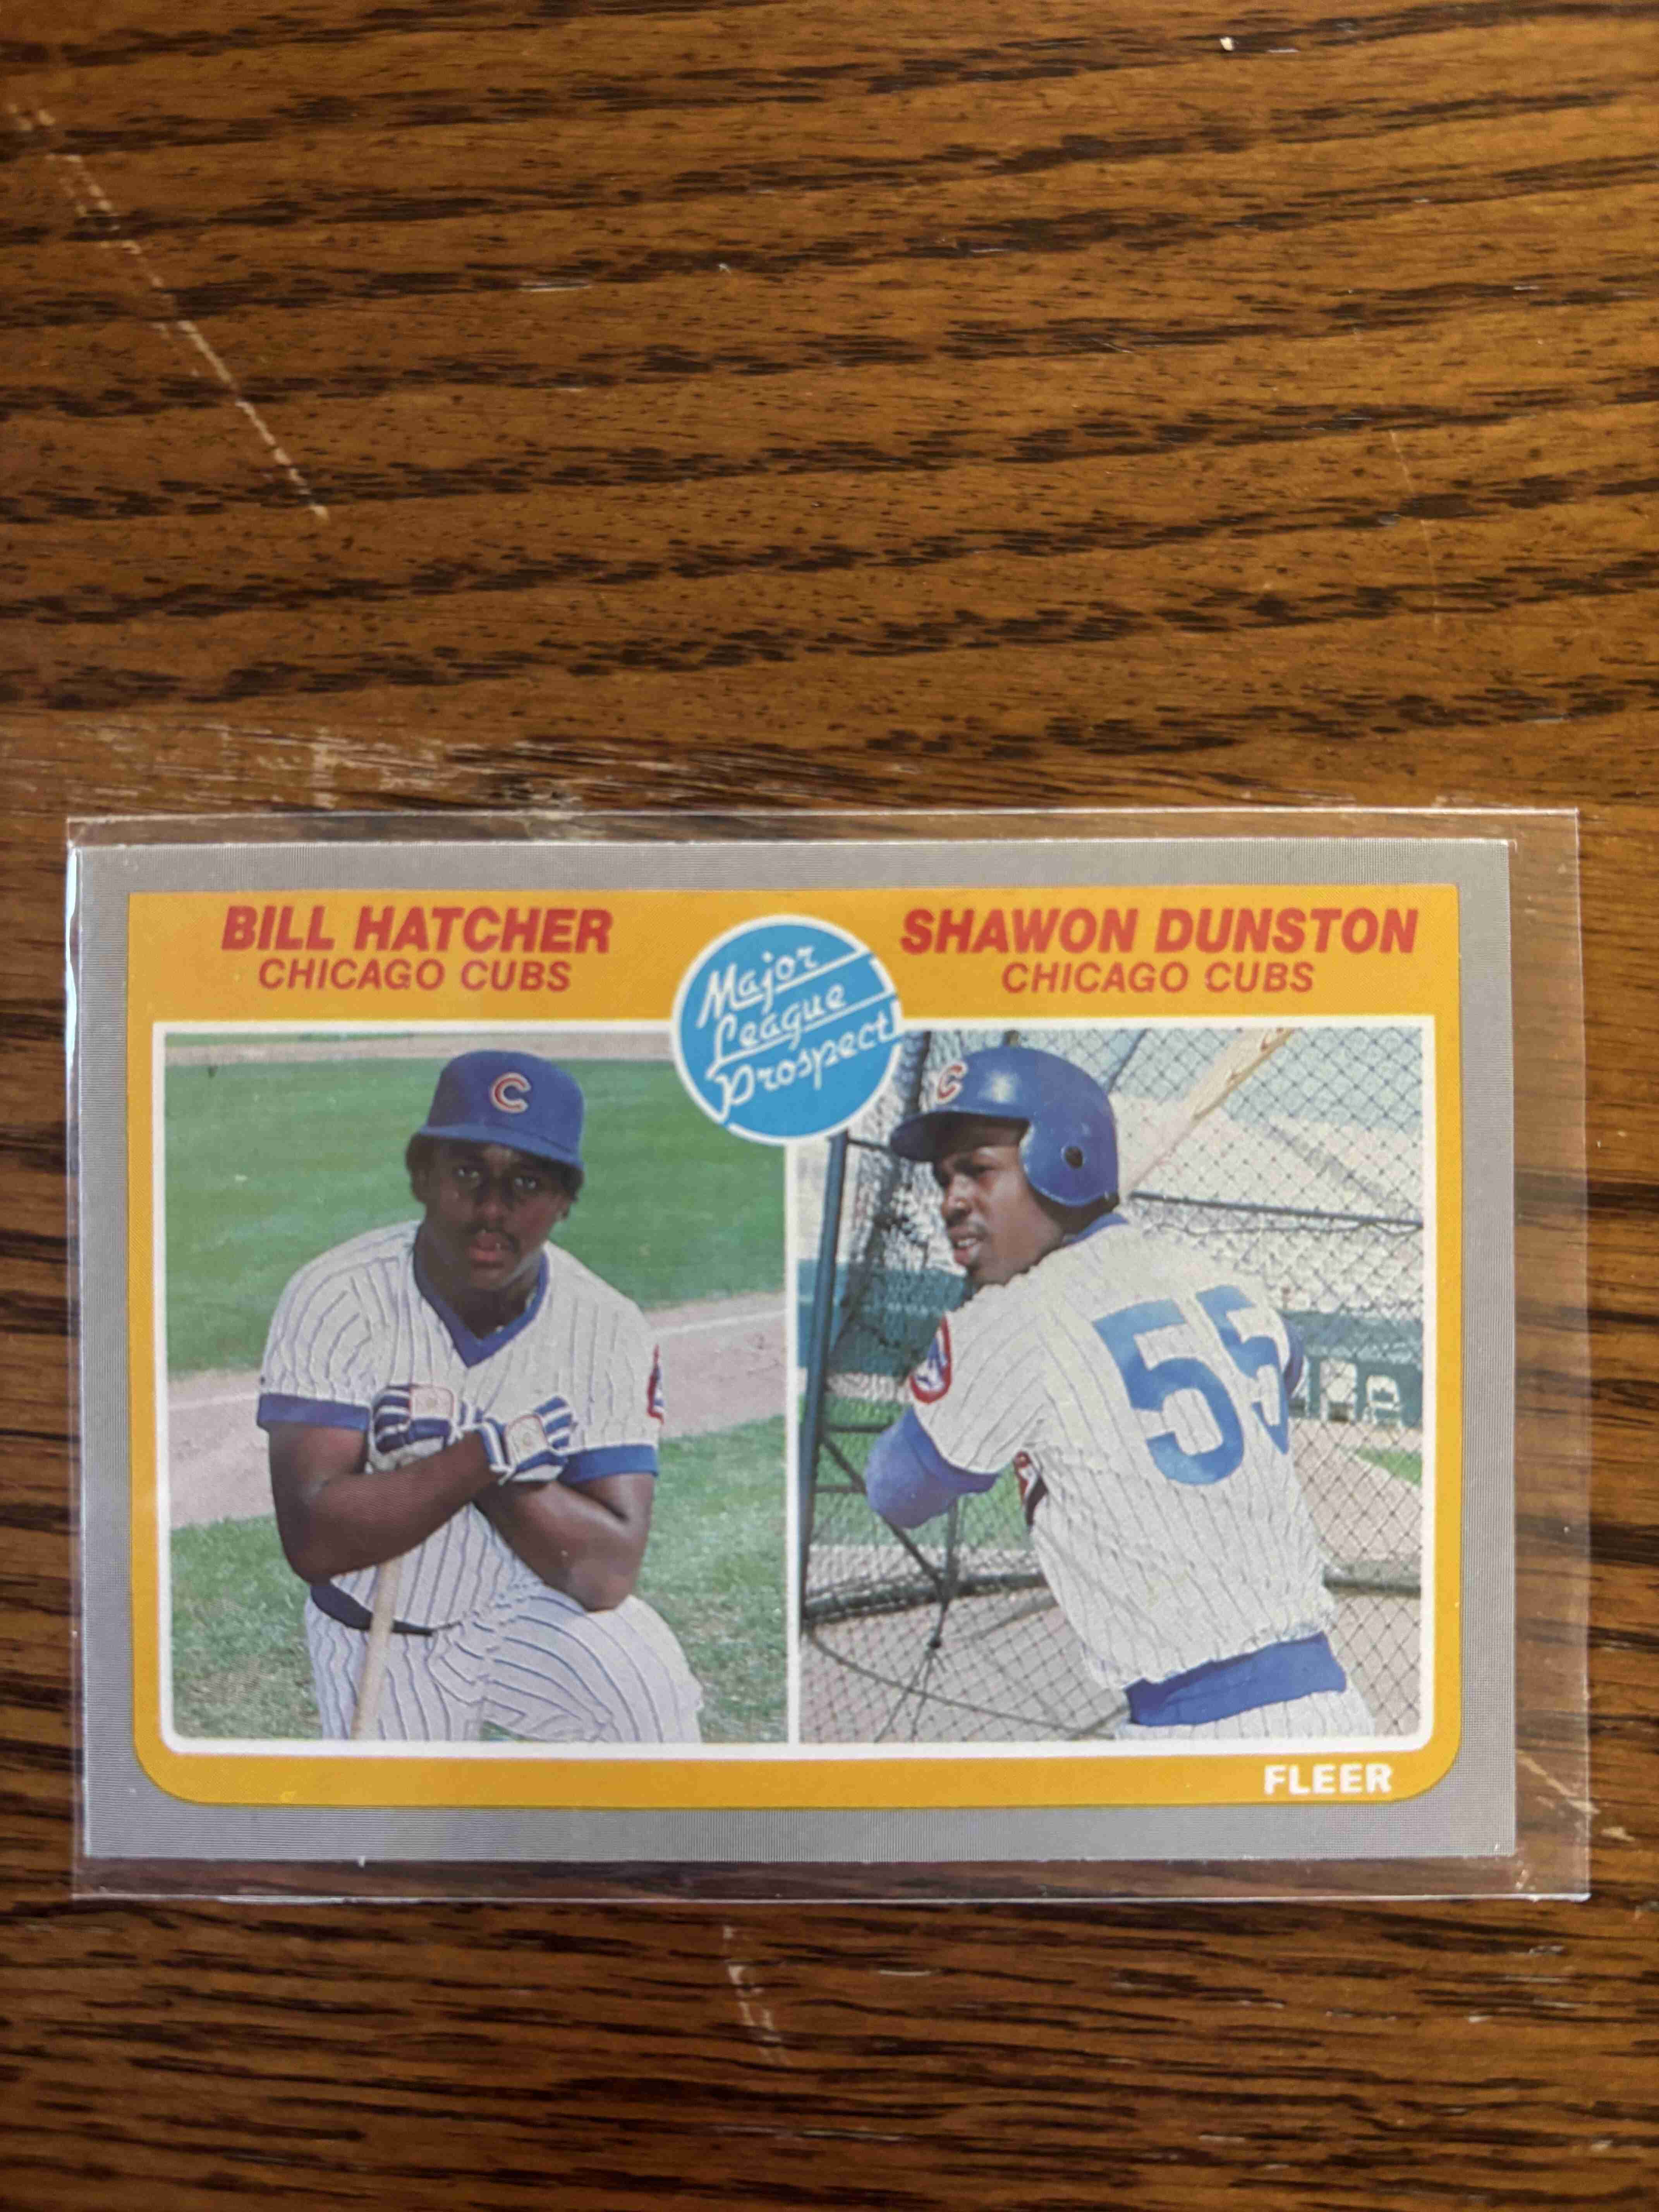 BILL HATCHER
CHICAGO CUBS
Major
League
Prospect
SHAWON DUNSTON
CHICAGO CUBS
C
C
55
FLEER